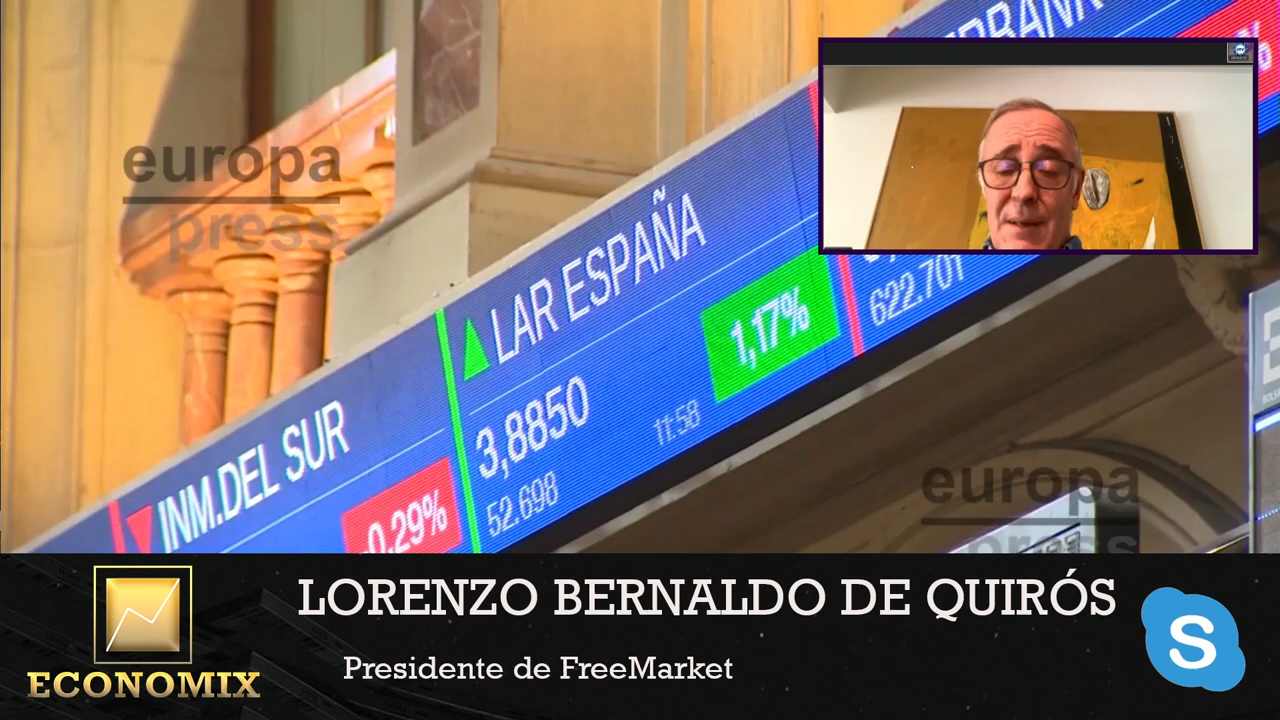 europa
press
LAR ESPAÑA
1,17%
3,8850
11:58
52.698
622.701
INM.DEL SUR
0,29%
europa
press
LORENZO BERNALDO DE QUIRÓS
Presidente de FreeMarket
ECONOMIX
S